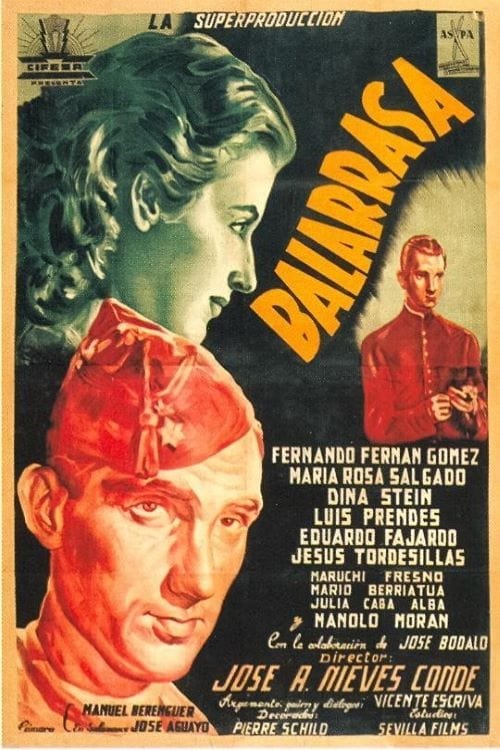 LA SUPERPRODUCCION
CIFESA
PRESENTA
ASPA
BALARRASA
FERNANDO FERNAN GOMEZ
MARIA ROSA SALGADO
DINA STEIN
LUIS PRENDES
EDUARDO FAJARDO
JESUS TORDESILLAS
MARUCHI FRESNO
MARIO BERRIATUA
JULIA CABA ALBA
y MANOLO MORAN
Con la colaboración de JOSE BODALO
Director:
JOSE A. NIEVES CONDE
Argumento, guion y dialogos: VICENTE ESCRIVA
Decorados: Estudios:
PIERRE SCHILD SEVILLA FILMS
MANUEL BERENGUER
JOSE AGUAYO